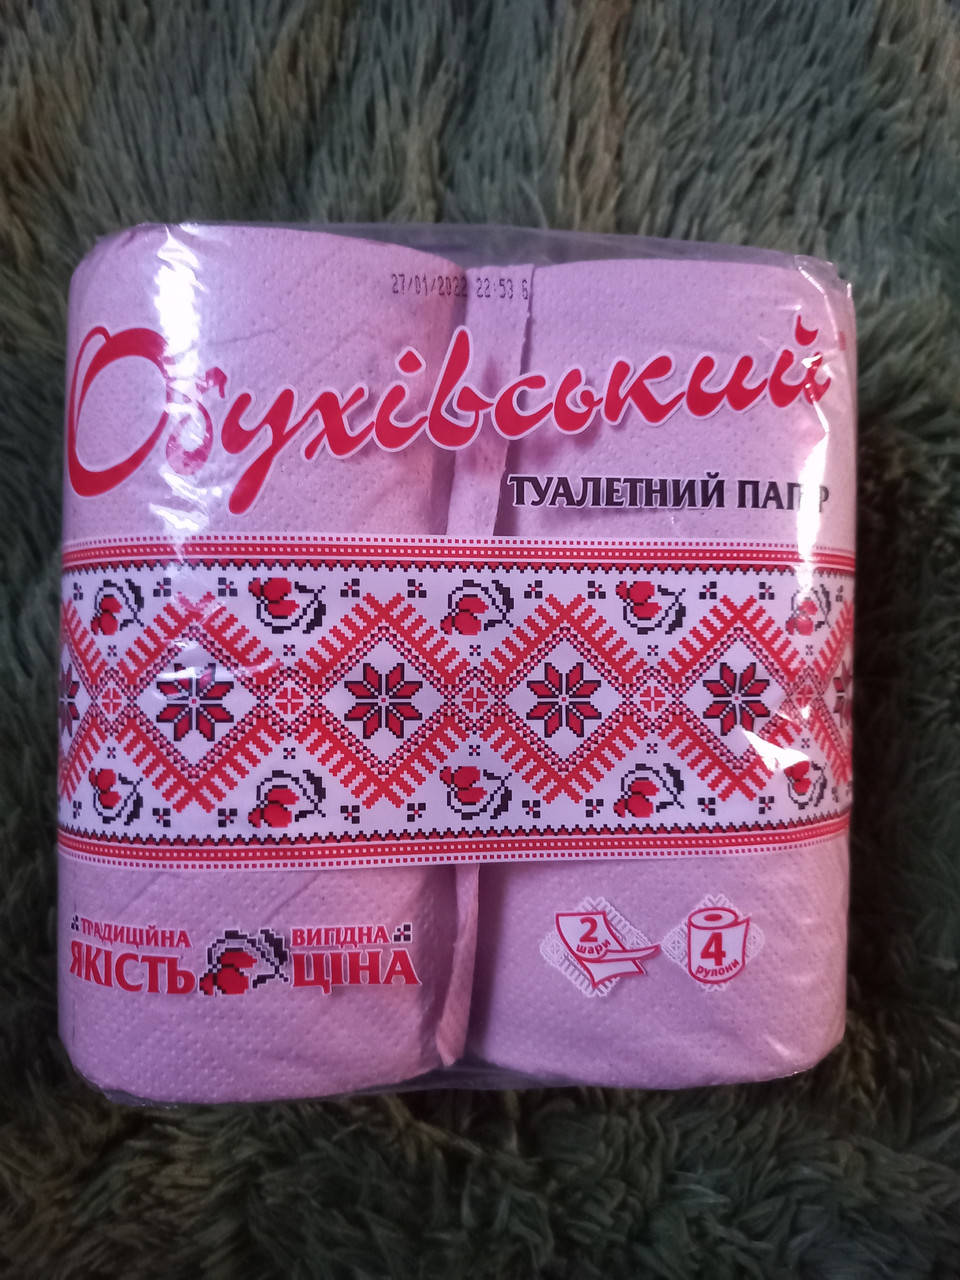 27/01/2022 22:53 6
Обухівський
ТУАЛЕТНИЙ ПАПІР
ТРАДИЦІЙНА
ЯКІСТЬ
ВИГІДНА
ЦІНА
2
шари
4
рулони